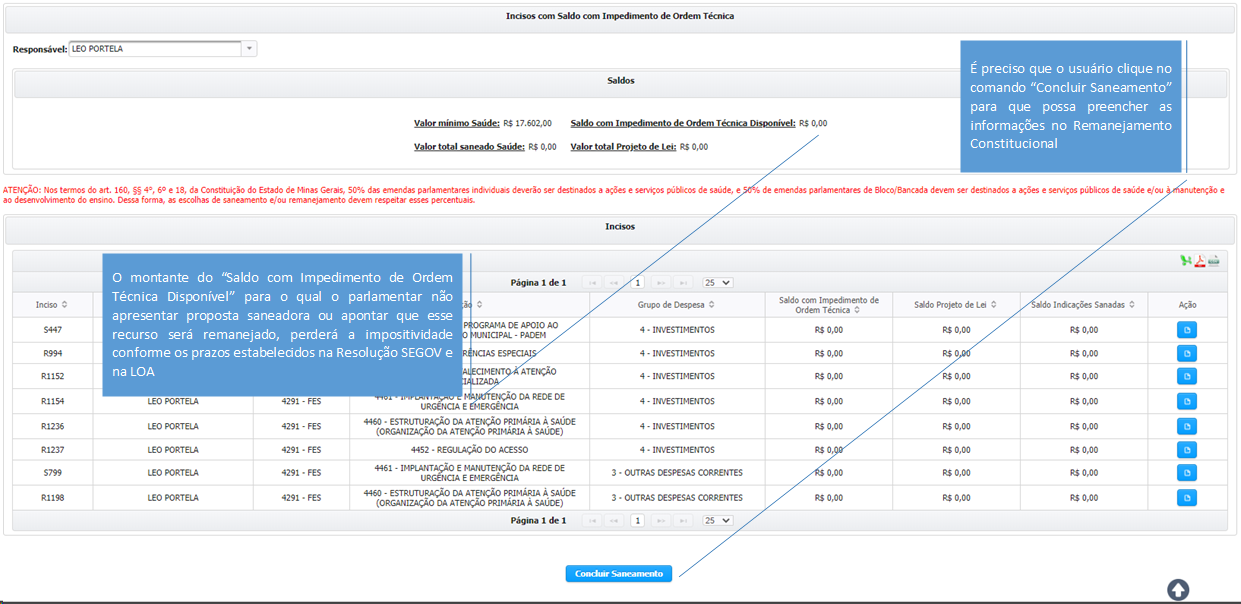 Incisos com Saldo com Impedimento de Ordem Técnica
Responsável: LEO PORTELA
Saldos
Valor mínimo Saúde: R$ 17.602,00 Saldo com Impedimento de Ordem Técnica Disponível: R$ 0,00
Valor total saneado Saúde: R$ 0,00 Valor total Projeto de Lei: R$ 0,00
É preciso que o usuário clique no
comando “Concluir Saneamento”
para que possa preencher as
informações no Remanejamento
Constitucional
ATENÇÃO: Nos termos do art. 160, §§ 4º, 6º e 18, da Constituição do Estado de Minas Gerais, 50% das emendas parlamentares individuais deverão ser destinados a ações e serviços públicos de saúde, e 50% de emendas parlamentares de Bloco/Bancada devem ser destinados a ações e serviços públicos de saúde e/ou à manutenção e
ao desenvolvimento do ensino. Dessa forma, as escolhas de saneamento e/ou remanejamento devem respeitar esses percentuais.
Incisos
O montante do “Saldo com Impedimento de Ordem
Técnica Disponível” para o qual o parlamentar não
apresentar proposta saneadora ou apontar que esse
recurso será remanejado, perderá a impositividade
conforme os prazos estabelecidos na Resolução SEGOV e
na LOA
Página 1 de 1 1 25
Inciso Grupo de Despesa Saldo com Impedimento de Ordem Técnica Saldo Projeto de Lei Saldo Indicações Sanadas Ação
S447 PROGRAMA DE APOIO AO MUNICIPAL - PADEM 4 - INVESTIMENTOS R$ 0,00 R$ 0,00 R$ 0,00
R994 ESPECIAIS 4 - INVESTIMENTOS R$ 0,00 R$ 0,00 R$ 0,00
R1152 À ATENÇÃO 4 - INVESTIMENTOS R$ 0,00 R$ 0,00 R$ 0,00
R1154 LEO PORTELA 4291 - FES 4461 - IMPLANTAÇÃO E MANUTENÇÃO DA REDE DE URGÊNCIA E EMERGÊNCIA 4 - INVESTIMENTOS R$ 0,00 R$ 0,00 R$ 0,00
R1236 LEO PORTELA 4291 - FES 4460 - ESTRUTURAÇÃO DA ATENÇÃO PRIMÁRIA À SAÚDE (ORGANIZAÇÃO DA ATENÇÃO PRIMÁRIA À SAÚDE) 4 - INVESTIMENTOS R$ 0,00 R$ 0,00 R$ 0,00
R1237 LEO PORTELA 4291 - FES 4452 - REGULAÇÃO DO ACESSO 4 - INVESTIMENTOS R$ 0,00 R$ 0,00 R$ 0,00
S799 LEO PORTELA 4291 - FES 4461 - IMPLANTAÇÃO E MANUTENÇÃO DA REDE DE URGÊNCIA E EMERGÊNCIA 3 - OUTRAS DESPESAS CORRENTES R$ 0,00 R$ 0,00 R$ 0,00
R1198 LEO PORTELA 4291 - FES 4460 - ESTRUTURAÇÃO DA ATENÇÃO PRIMÁRIA À SAÚDE (ORGANIZAÇÃO DA ATENÇÃO PRIMÁRIA À SAÚDE) 3 - OUTRAS DESPESAS CORRENTES R$ 0,00 R$ 0,00 R$ 0,00
Página 1 de 1 1 25
Concluir Saneamento